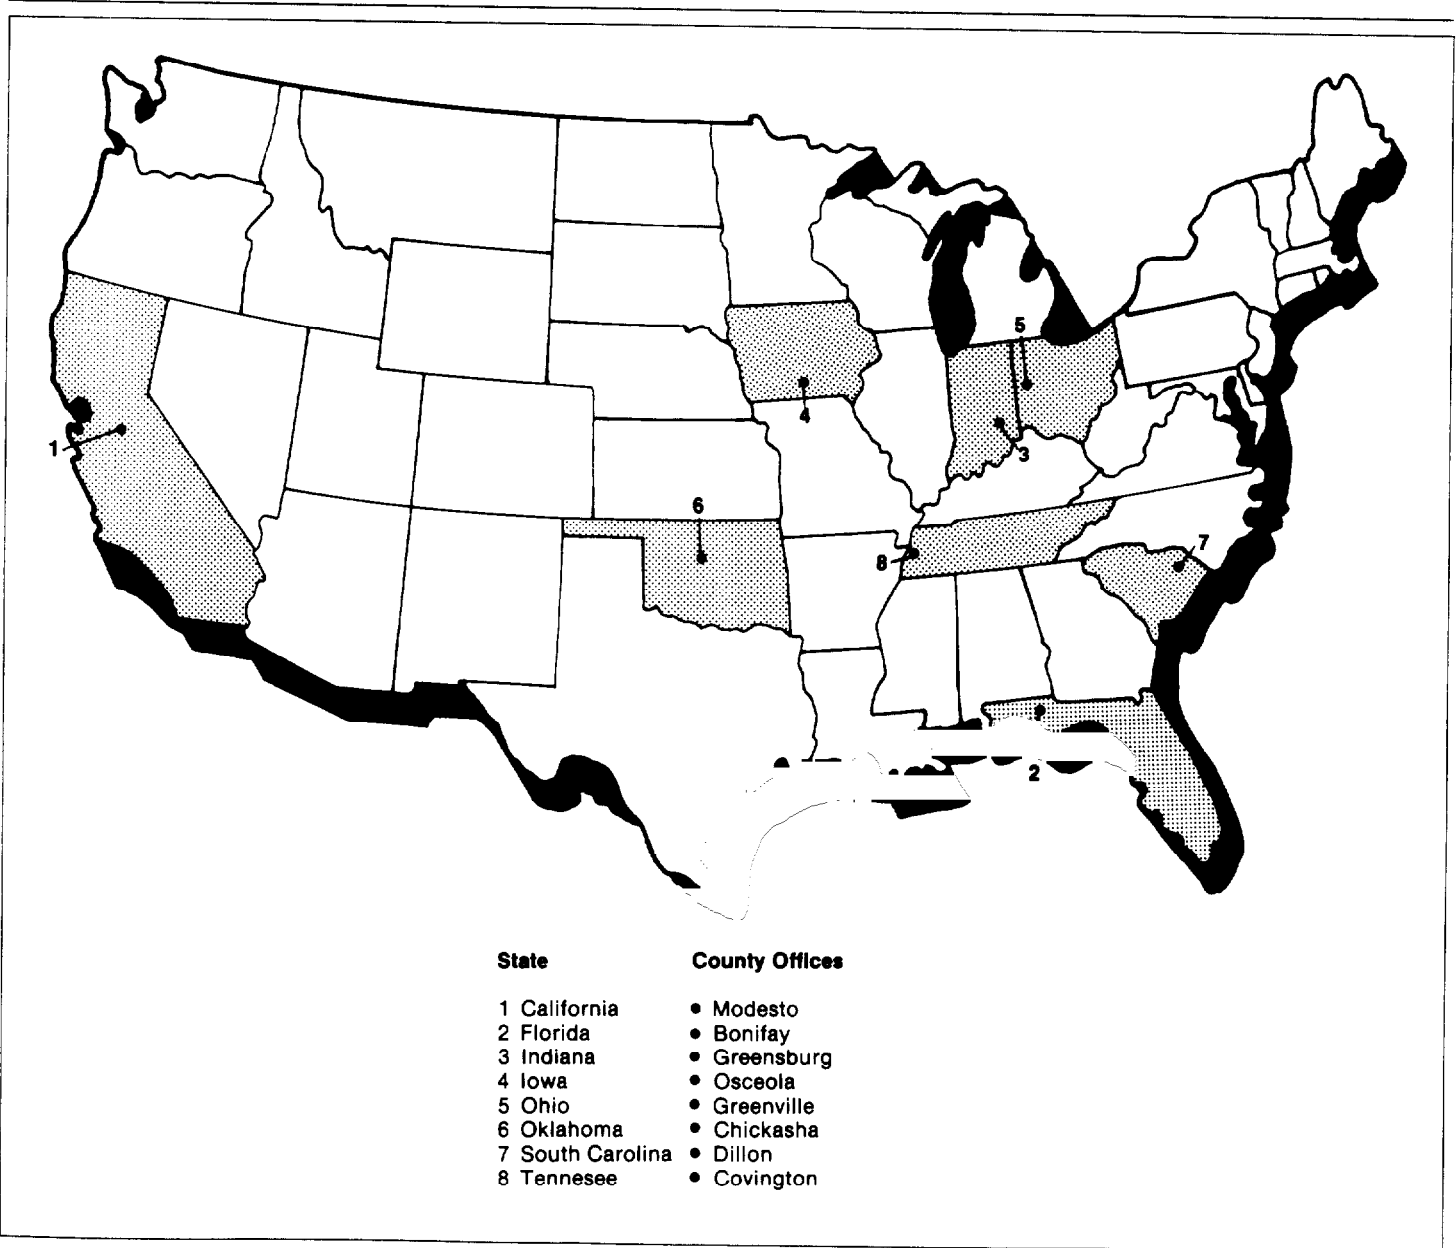 5
4
1
3
6
7
8
2
State County Offices
1 California • Modesto
2 Florida • Bonifay
3 Indiana • Greensburg
4 Iowa • Osceola
5 Ohio • Greenville
6 Oklahoma • Chickasha
7 South Carolina • Dillon
8 Tennesee • Covington